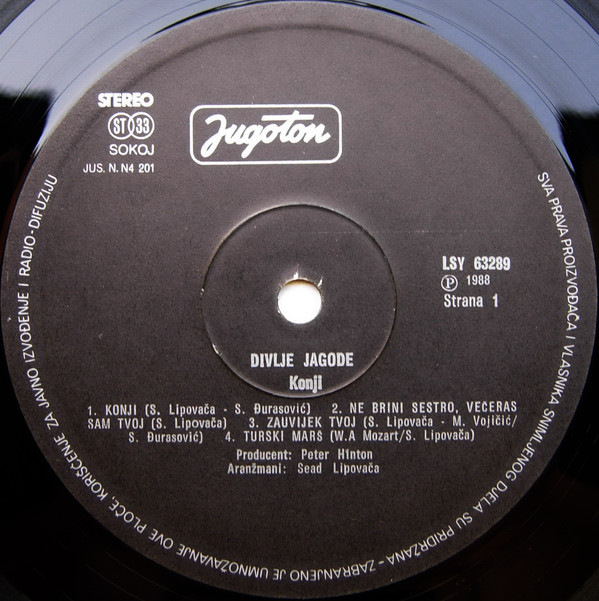 STEREO
ST 33
SOKOJ
JUS. N. N4 201
Jugoton
LSY 63289
Ⓟ 1988
Strana 1
DIVLJE JAGODE
Konji
1. KONJI (S. Lipovača - S. Đurasović) 2. NE BRINI SESTRO, VEČERAS
SAM TVOJ (S. Lipovača) 3. ZAUVIJEK TVOJ (S. Lipovača - M. Vojičić/
S. Đurasović) 4. TURSKI MARŠ (W.A Mozart/S. Lipovača)
Producent: Peter H1nton
Aranžmani: Sead Lipovača
SVA PRAVA PROIZVOĐAČA I VLASNIKA SNIMLJENOG DJELA SU PRIDRŽANA - ZABRANJENO JE UMNOŽAVANJE OVE PLOČE, KORIŠĆENJE ZA JAVNO IZVOĐENJE I RADIO-DIFUZIJU